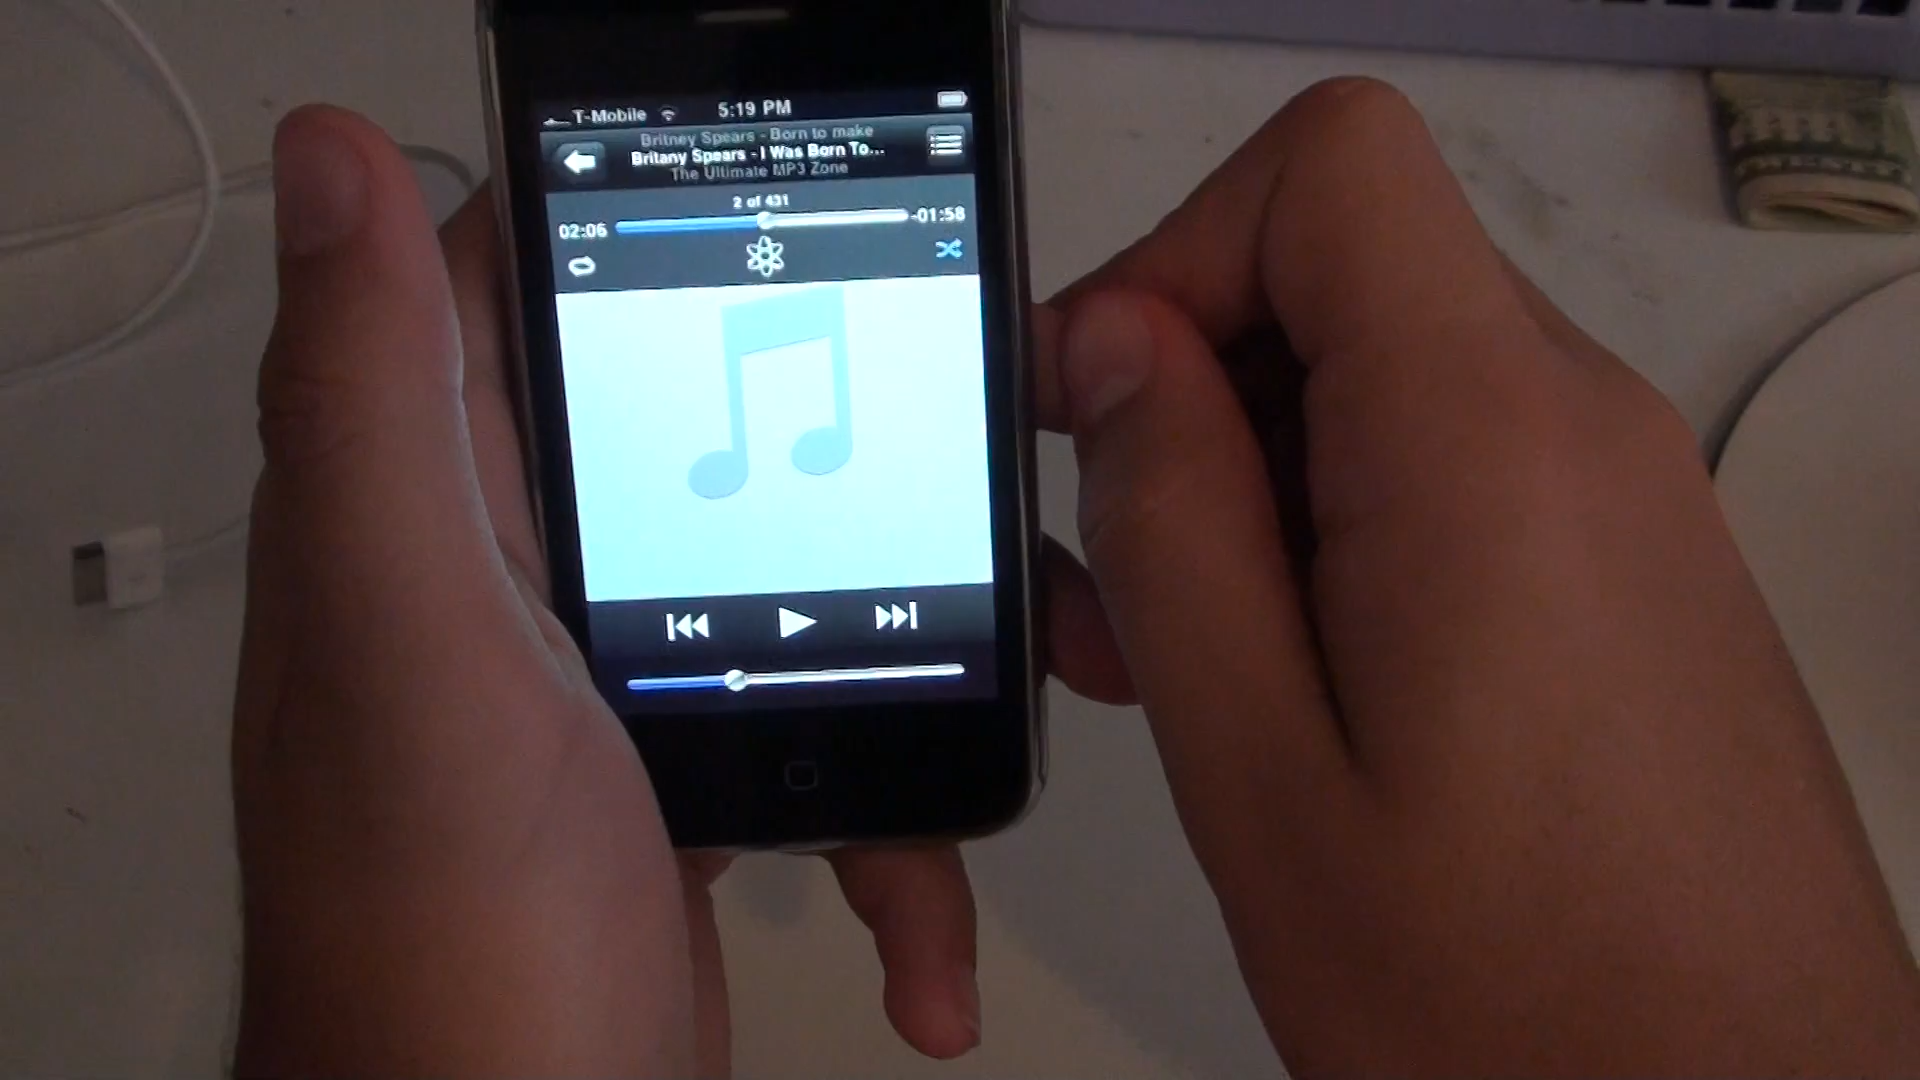 T-Mobile 5:19 PM
Britney Spears - Born to make
Britany Spears - I Was Born To...
The Ultimate MP3 Zone
2 of 431
02:06 -01:58